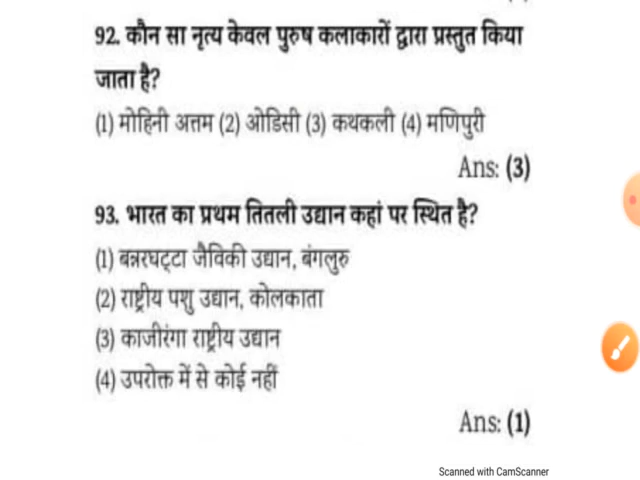 92. कौन सा नृत्य केवल पुरुष कलाकारों द्वारा प्रस्तुत किया
जाता है?
(1) मोहिनी अत्तम (2) ओडिसी (3) कथकली (4) मणिपुरी
Ans: (3)
93. भारत का प्रथम तितली उद्यान कहां पर स्थित है?
(1) बन्नरघट्टा जैविकी उद्यान, बंगलुरु
(2) राष्ट्रीय पशु उद्यान, कोलकाता
(3) काजीरंगा राष्ट्रीय उद्यान
(4) उपरोक्त में से कोई नहीं
Ans: (1)
Scanned with CamScanner